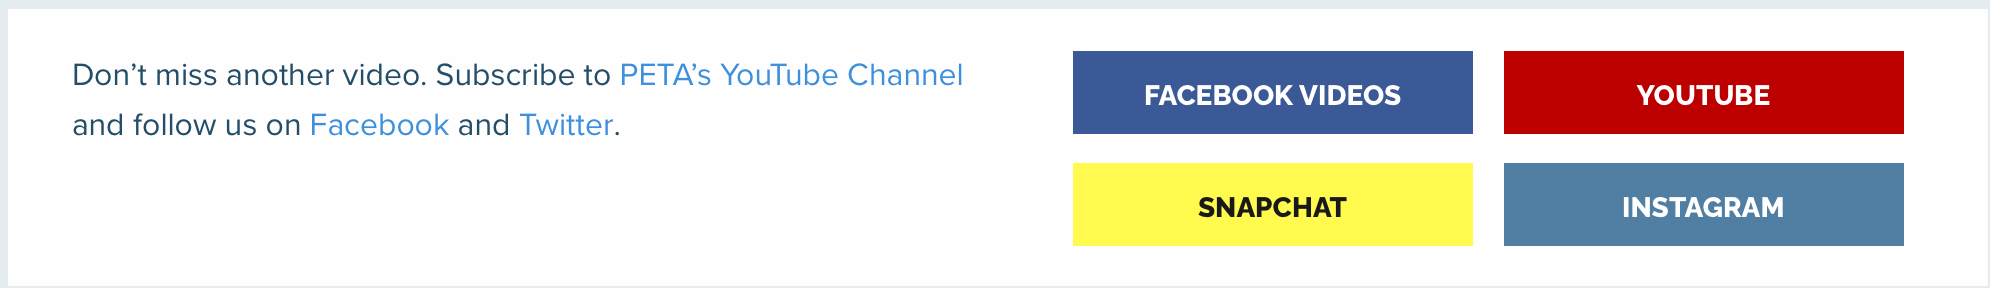 Don’t miss another video. Subscribe to PETA’s YouTube Channel
and follow us on Facebook and Twitter.
FACEBOOK VIDEOS
YOUTUBE
SNAPCHAT
INSTAGRAM